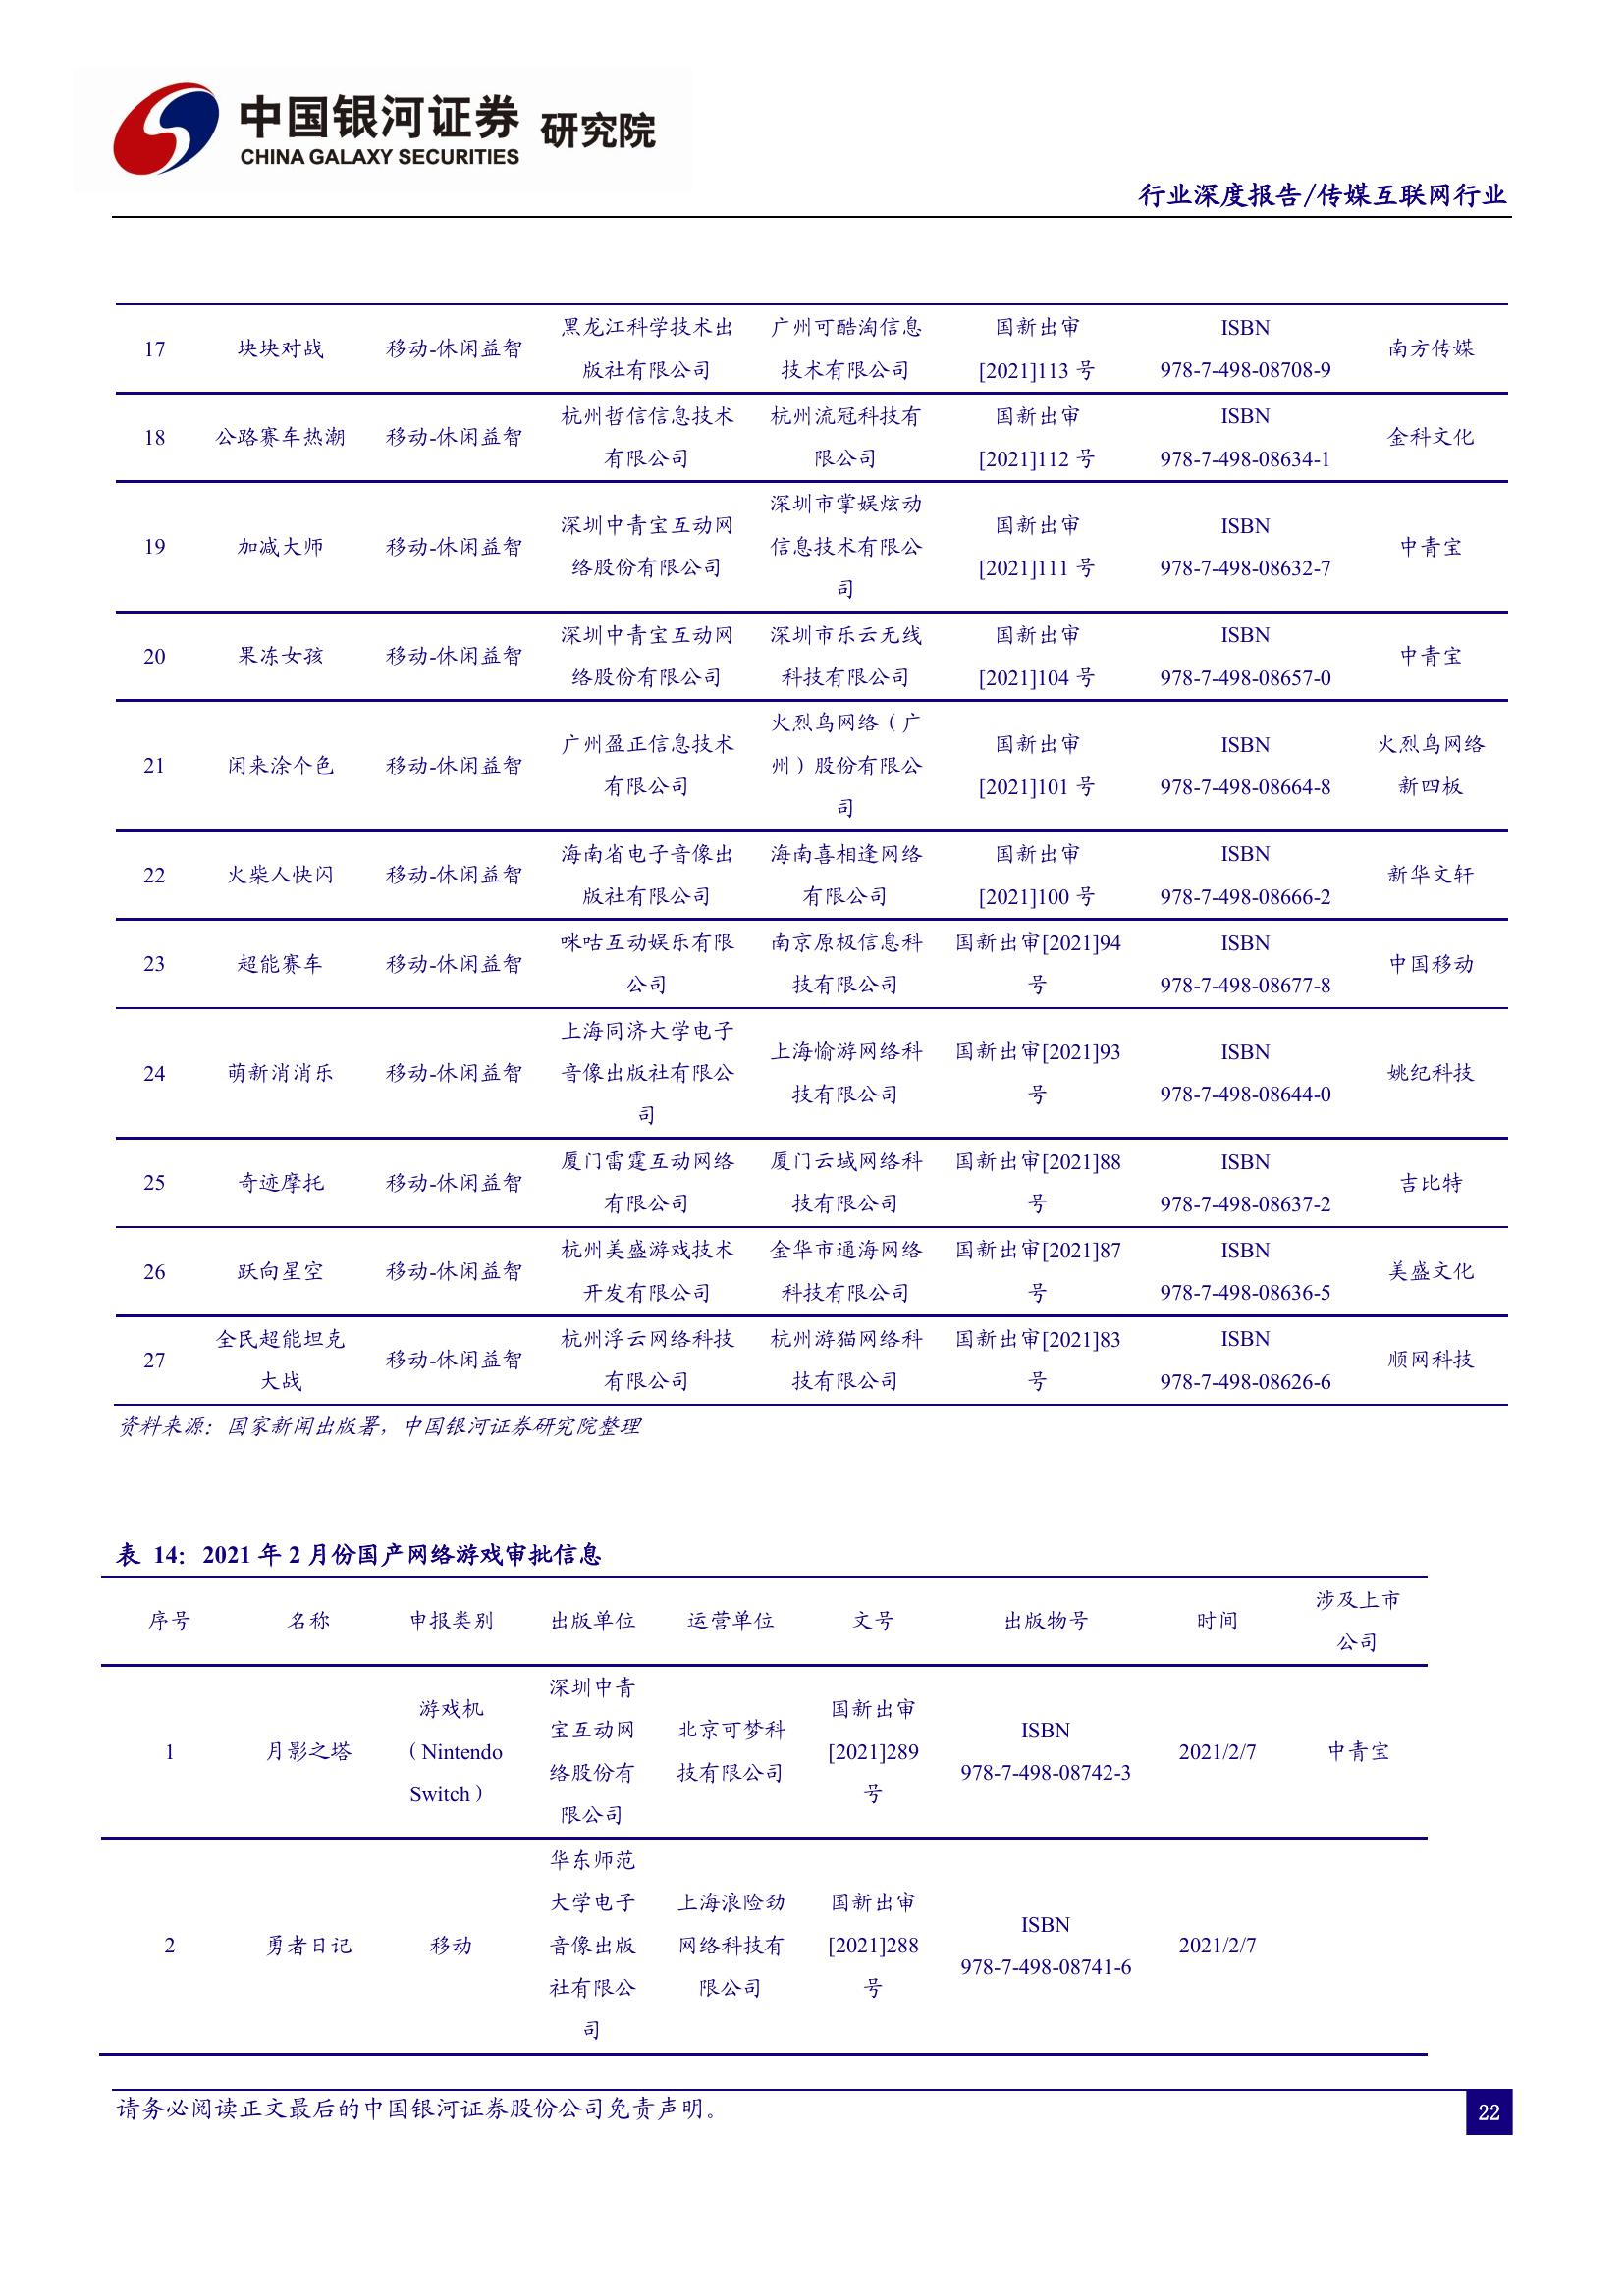 中国银河证券 研究院
CHINA GALAXY SECURITIES
行业深度报告/传媒互联网行业
17 块块对战 移动-休闲益智 黑龙江科学技术出版社有限公司 广州可酷淘信息技术有限公司 国新出审[2021]113 号 ISBN 978-7-498-08708-9 南方传媒
18 公路赛车热潮 移动-休闲益智 杭州哲信信息技术有限公司 杭州流冠科技有限公司 国新出审[2021]112 号 ISBN 978-7-498-08634-1 金科文化
19 加减大师 移动-休闲益智 深圳中青宝互动网络股份有限公司 深圳市掌娱炫动信息技术有限公司 国新出审[2021]111 号 ISBN 978-7-498-08632-7 中青宝
20 果冻女孩 移动-休闲益智 深圳中青宝互动网络股份有限公司 深圳市乐云无线科技有限公司 国新出审[2021]104 号 ISBN 978-7-498-08657-0 中青宝
21 闲来涂个色 移动-休闲益智 广州盈正信息技术有限公司 火烈鸟网络（广州）股份有限公司 国新出审[2021]101 号 ISBN 978-7-498-08664-8 火烈鸟网络新四板
22 火柴人快闪 移动-休闲益智 海南省电子音像出版社有限公司 海南喜相逢网络有限公司 国新出审[2021]100 号 ISBN 978-7-498-08666-2 新华文轩
23 超能赛车 移动-休闲益智 咪咕互动娱乐有限公司 南京原极信息科技有限公司 国新出审[2021]94号 ISBN 978-7-498-08677-8 中国移动
24 萌新消消乐 移动-休闲益智 上海同济大学电子音像出版社有限公司 上海愉游网络科技有限公司 国新出审[2021]93号 ISBN 978-7-498-08644-0 姚纪科技
25 奇迹摩托 移动-休闲益智 厦门雷霆互动网络有限公司 厦门云域网络科技有限公司 国新出审[2021]88号 ISBN 978-7-498-08637-2 吉比特
26 跃向星空 移动-休闲益智 杭州美盛游戏技术开发有限公司 金华市通海网络科技有限公司 国新出审[2021]87号 ISBN 978-7-498-08636-5 美盛文化
27 全民超能坦克大战 移动-休闲益智 杭州浮云网络科技有限公司 杭州游猫网络科技有限公司 国新出审[2021]83号 ISBN 978-7-498-08626-6 顺网科技
资料来源：国家新闻出版署，中国银河证券研究院整理
表 14：2021 年 2 月份国产网络游戏审批信息
序号 名称 申报类别 出版单位 运营单位 文号 出版物号 时间 涉及上市公司
1 月影之塔 游戏机（Nintendo Switch） 深圳中青宝互动网络股份有限公司 北京可梦科技有限公司 国新出审[2021]289号 ISBN 978-7-498-08742-3 2021/2/7 中青宝
2 勇者日记 移动 华东师范大学电子音像出版社有限公司 上海浪险劲网络科技有限公司 国新出审[2021]288号 ISBN 978-7-498-08741-6 2021/2/7
请务必阅读正文最后的中国银河证券股份公司免责声明。
22